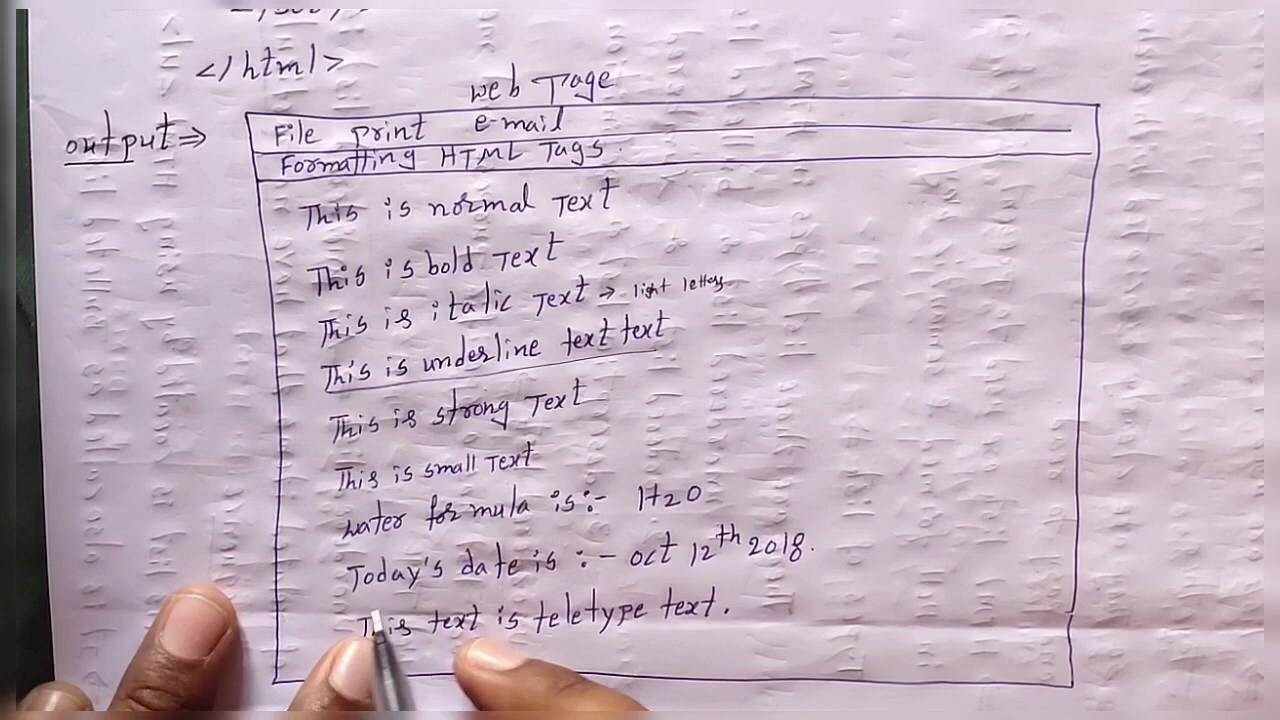 </html>
web Page
output⇒
File print e-mail
Formatting HTML Tags.
This is normal Text
This is bold Text
This is italic Text → light letters
This is underline text text
This is strong Text
This is small Text
water formula is:- H2O
Today's date is :- oct 12th 2018.
This text is teletype text.